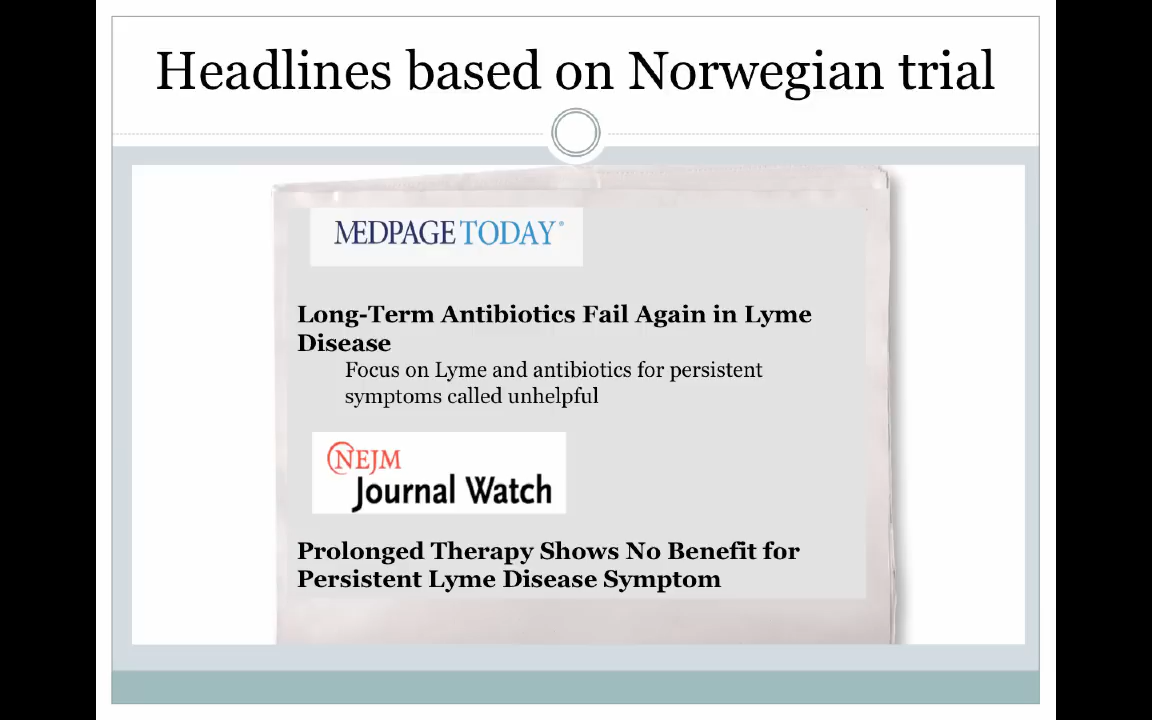 Headlines based on Norwegian trial
MEDPAGE TODAY®
Long-Term Antibiotics Fail Again in Lyme
Disease
Focus on Lyme and antibiotics for persistent
symptoms called unhelpful
NEJM
Journal Watch
Prolonged Therapy Shows No Benefit for
Persistent Lyme Disease Symptom